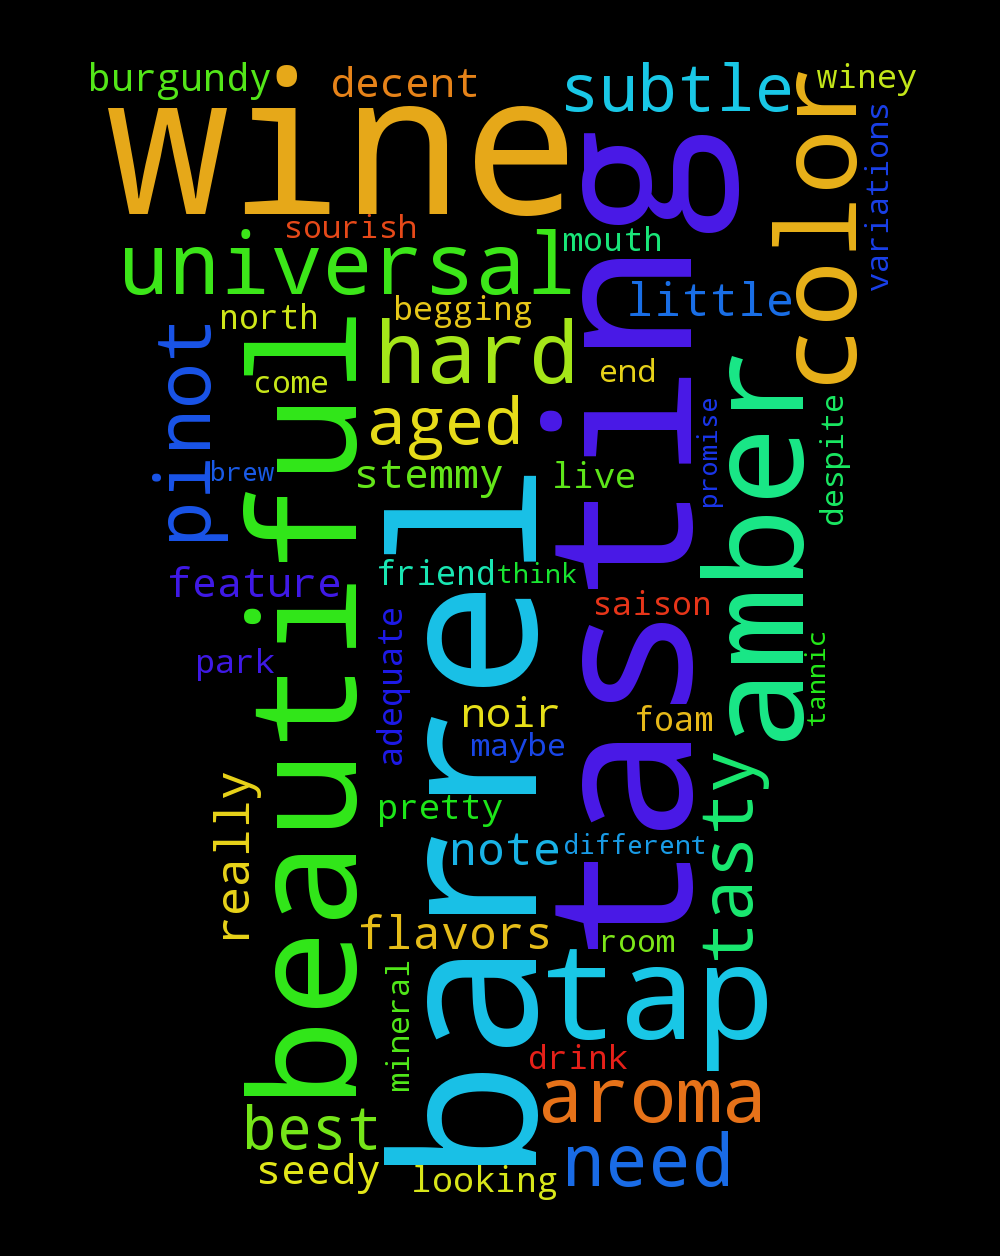 burgundy
decent
subtle
winey
wine
color
variations
tasting
sourish
universal
mouth
little
north
begging
hard
pinot
beautiful
come
end
aged
amber
promise
despite
brew
stemmy
live
barrel
feature
friend
think
saison
park
adequate
tannic
noir
foam
maybe
really
pretty
tasty
note
different
flavors
room
mineral
tap
drink
aroma
best
need
seedy
looking